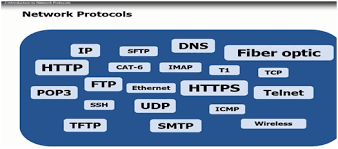 Network Protocols
IP
SFTP
DNS
Fiber optic
HTTP
CAT-6
IMAP
T1
TCP
POP3
FTP
Ethernet
HTTPS
Telnet
SSH
UDP
ICMP
TFTP
SMTP
Wireless